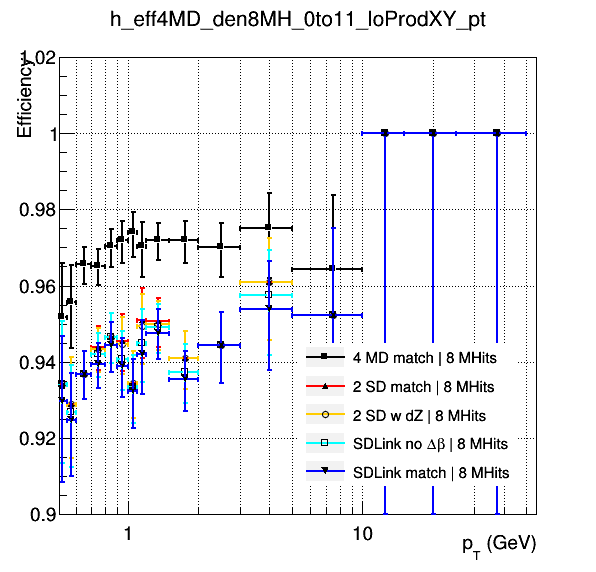 h_eff4MD_den8MH_0to11_loProdXY_pt
Efficiency
1.02
1
0.98
0.96
0.94
0.92
0.9
4 MD match | 8 MHits
2 SD match | 8 MHits
2 SD w dZ | 8 MHits
SDLink no Δβ | 8 MHits
SDLink match | 8 MHits
1
10
p_T (GeV)